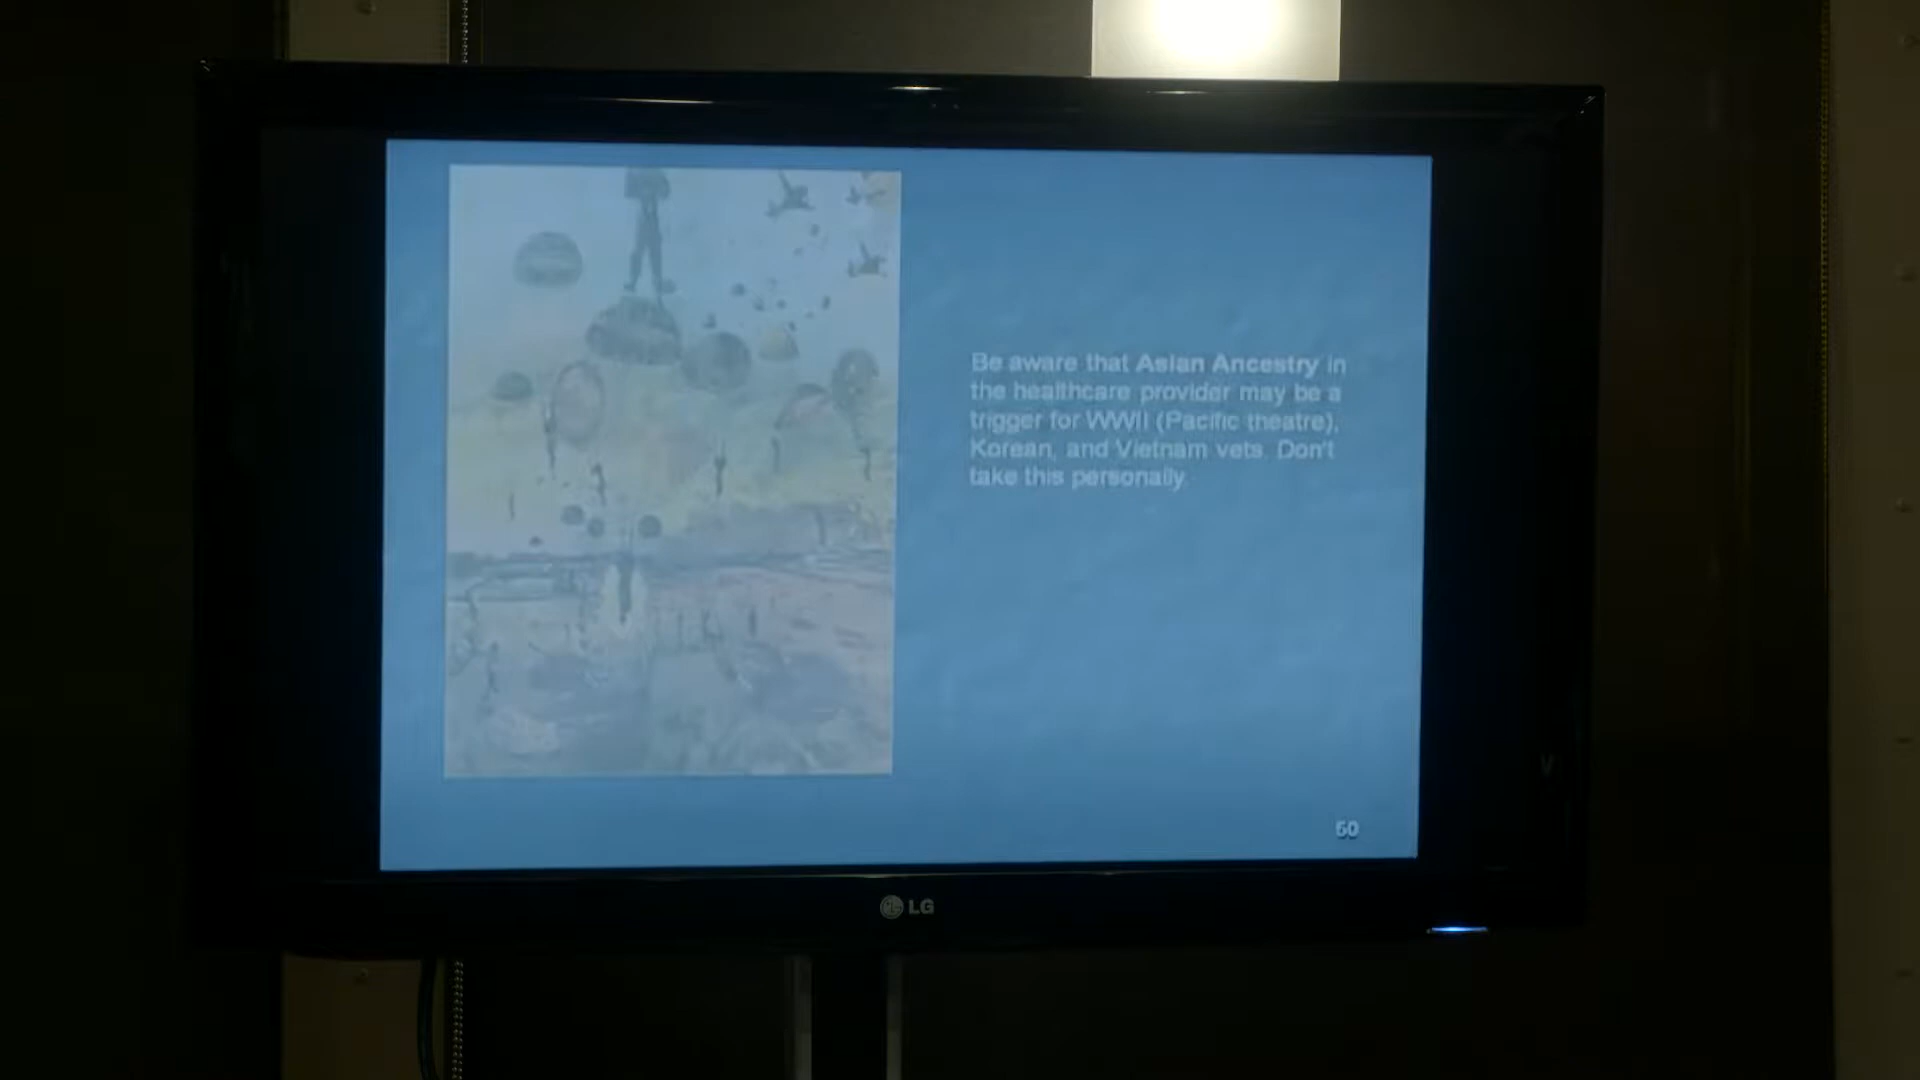 Be aware that Asian Ancestry in
the healthcare provider may be a
trigger for WWII (Pacific theatre),
Korean, and Vietnam vets. Don't
take this personally.
50
LG